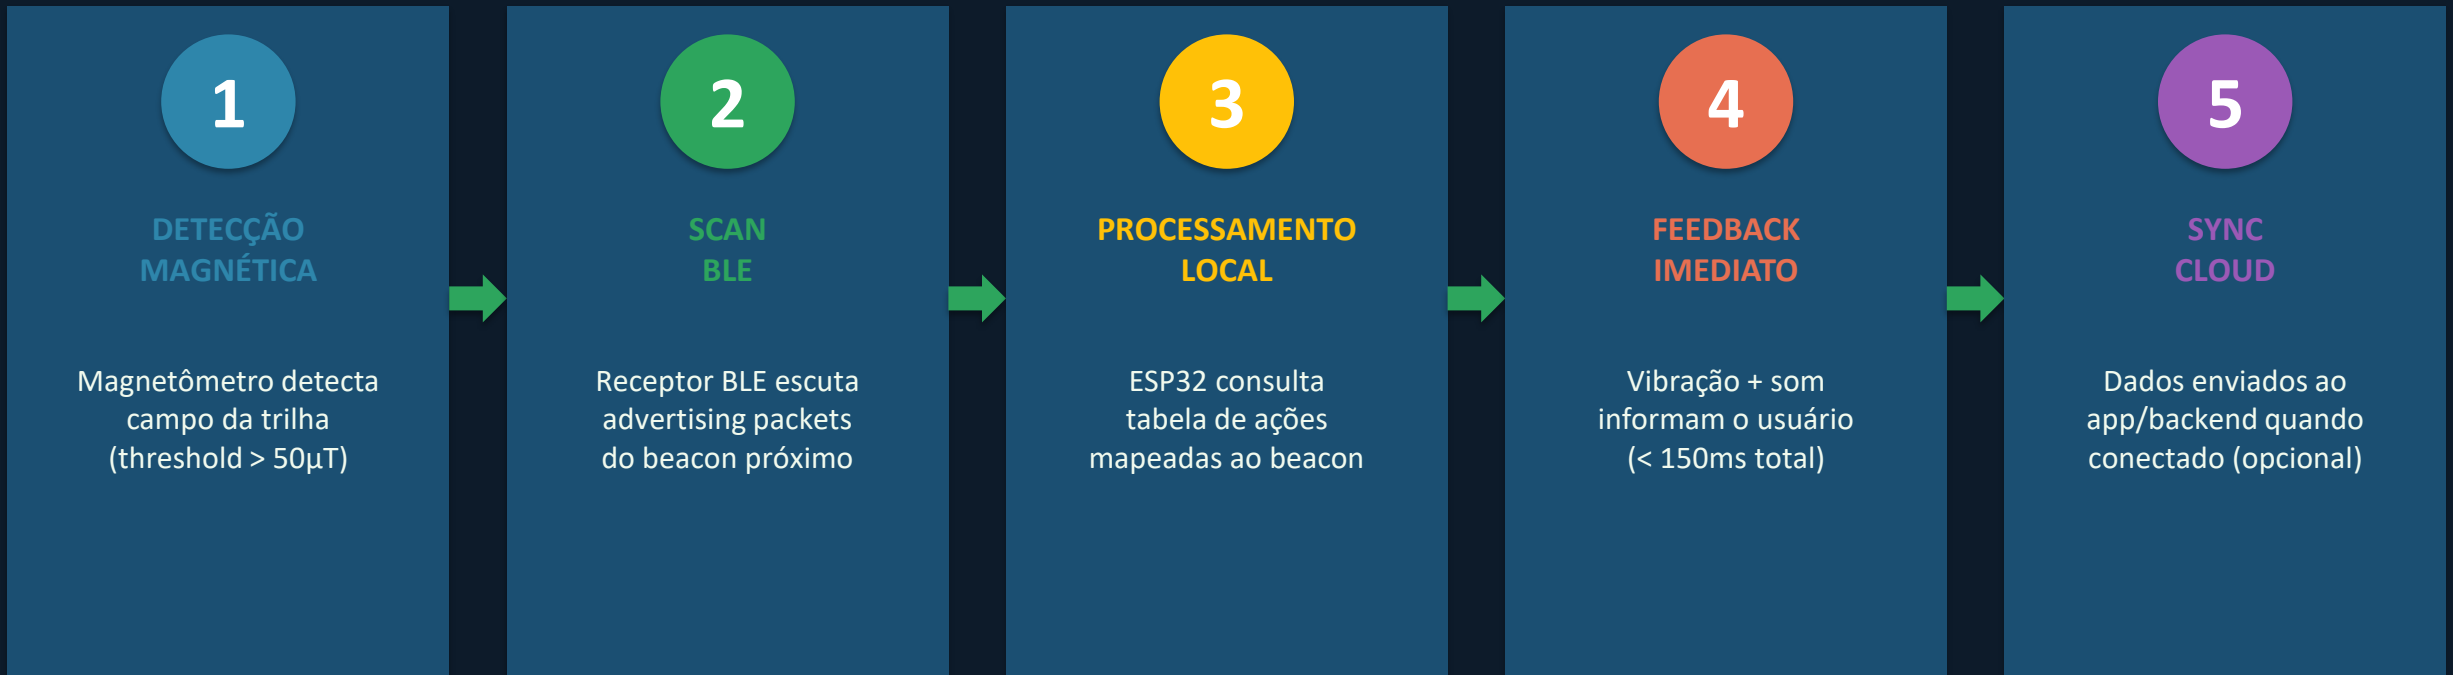 1
DETECÇÃO
MAGNÉTICA
Magnetômetro detecta
campo da trilha
(threshold > 50µT)
2
SCAN
BLE
Receptor BLE escuta
advertising packets
do beacon próximo
3
PROCESSAMENTO
LOCAL
ESP32 consulta
tabela de ações
mapeadas ao beacon
4
FEEDBACK
IMEDIATO
Vibração + som
informam o usuário
(< 150ms total)
5
SYNC
CLOUD
Dados enviados ao
app/backend quando
conectado (opcional)